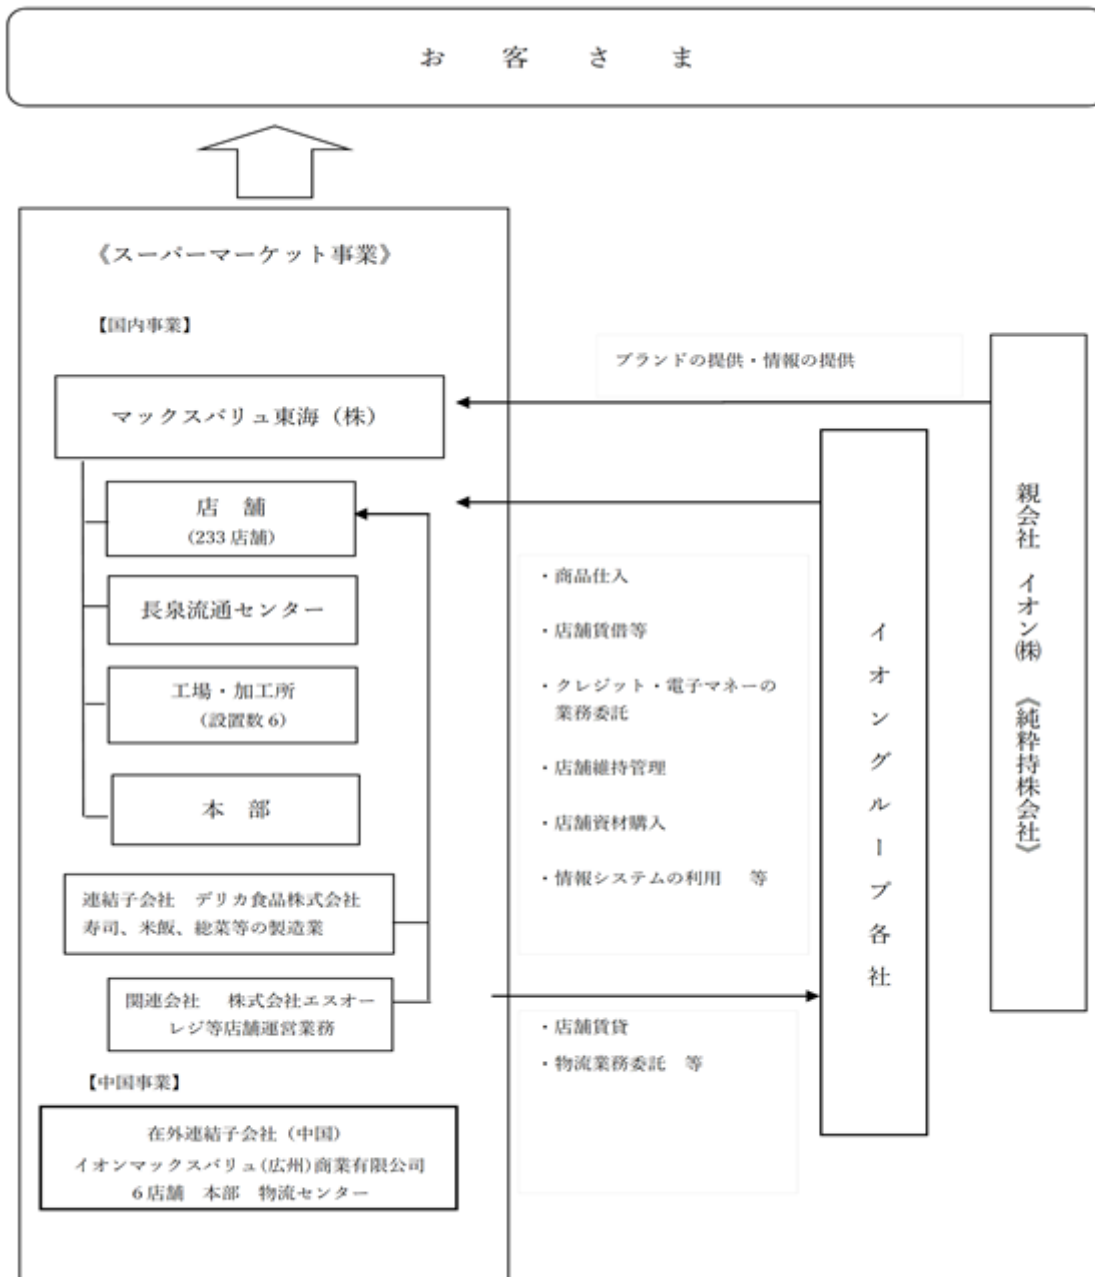 お客さま
《スーパーマーケット事業》
【国内事業】
マックスバリュ東海（株）
店　舗
(233店舗)
長泉流通センター
工場・加工所
（設置数6）
本　部
連結子会社　デリカ食品株式会社
寿司、米飯、総菜等の製造業
関連会社　株式会社エスオー
レジ等店舗運営業務
【中国事業】
在外連結子会社（中国）
イオンマックスバリュ(広州)商業有限公司
6店舗　本部　物流センター
ブランドの提供・情報の提供
・商品仕入
・店舗賃借等
・クレジット・電子マネーの
業務委託
・店舗維持管理
・店舗資材購入
・情報システムの利用　等
・店舗賃貸
・物流業務委託　等
イオングループ各社
親会社　イオン㈱　《純粋持株会社》